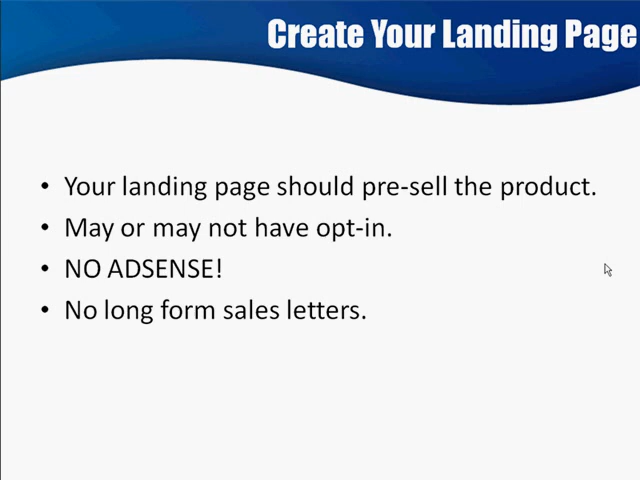 Create Your Landing Page
• Your landing page should pre-sell the product.
• May or may not have opt-in.
• NO ADSENSE!
• No long form sales letters.